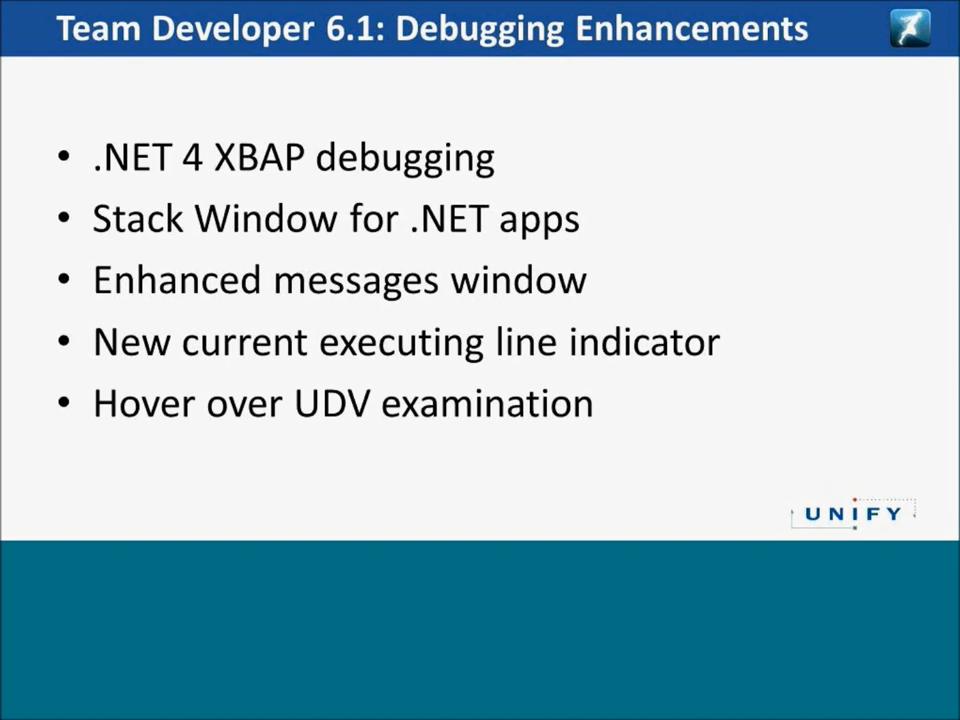 Team Developer 6.1: Debugging Enhancements
• .NET 4 XBAP debugging
• Stack Window for .NET apps
• Enhanced messages window
• New current executing line indicator
• Hover over UDV examination
UNIFY